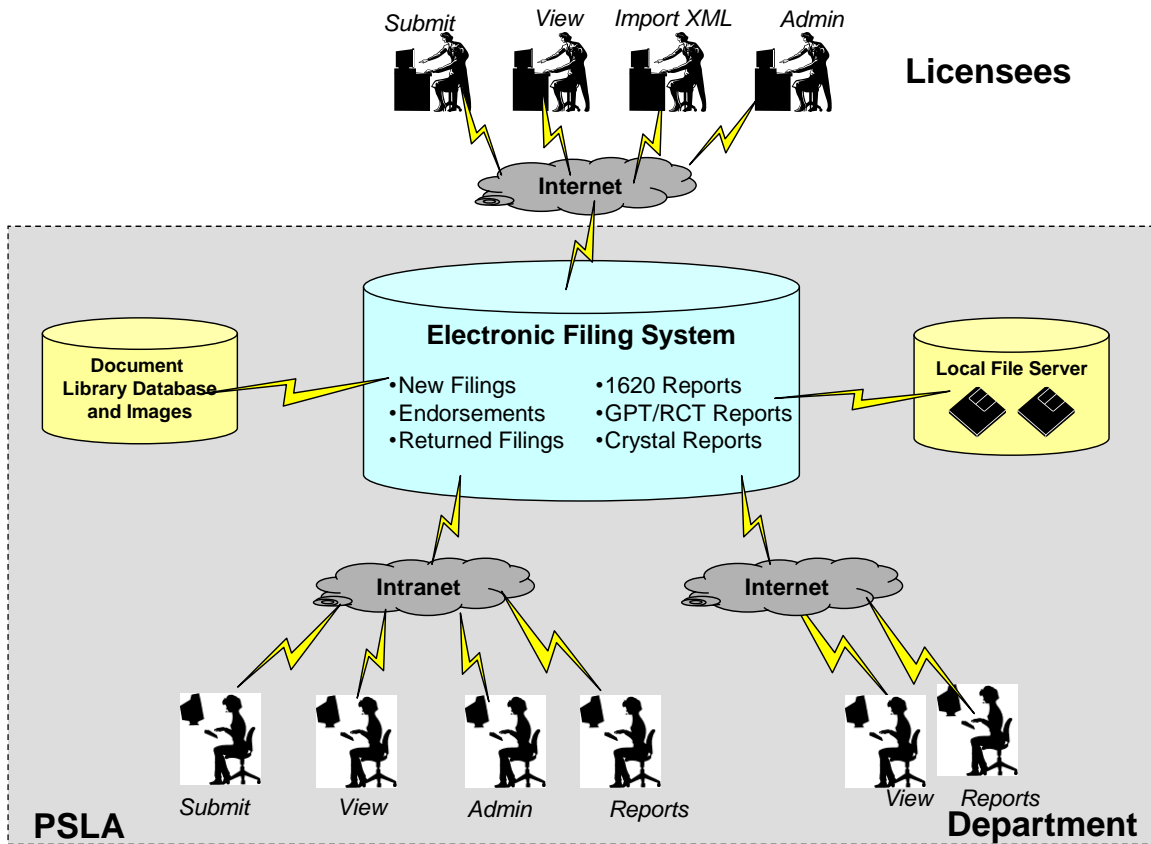 Submit
View
Import XML
Admin
Licensees
Internet
Electronic Filing System
•New Filings
•Endorsements
•Returned Filings
•1620 Reports
•GPT/RCT Reports
•Crystal Reports
Document
Library Database
and Images
Local File Server
Intranet
Internet
Submit
View
Admin
Reports
View
Reports
PSLA
Department